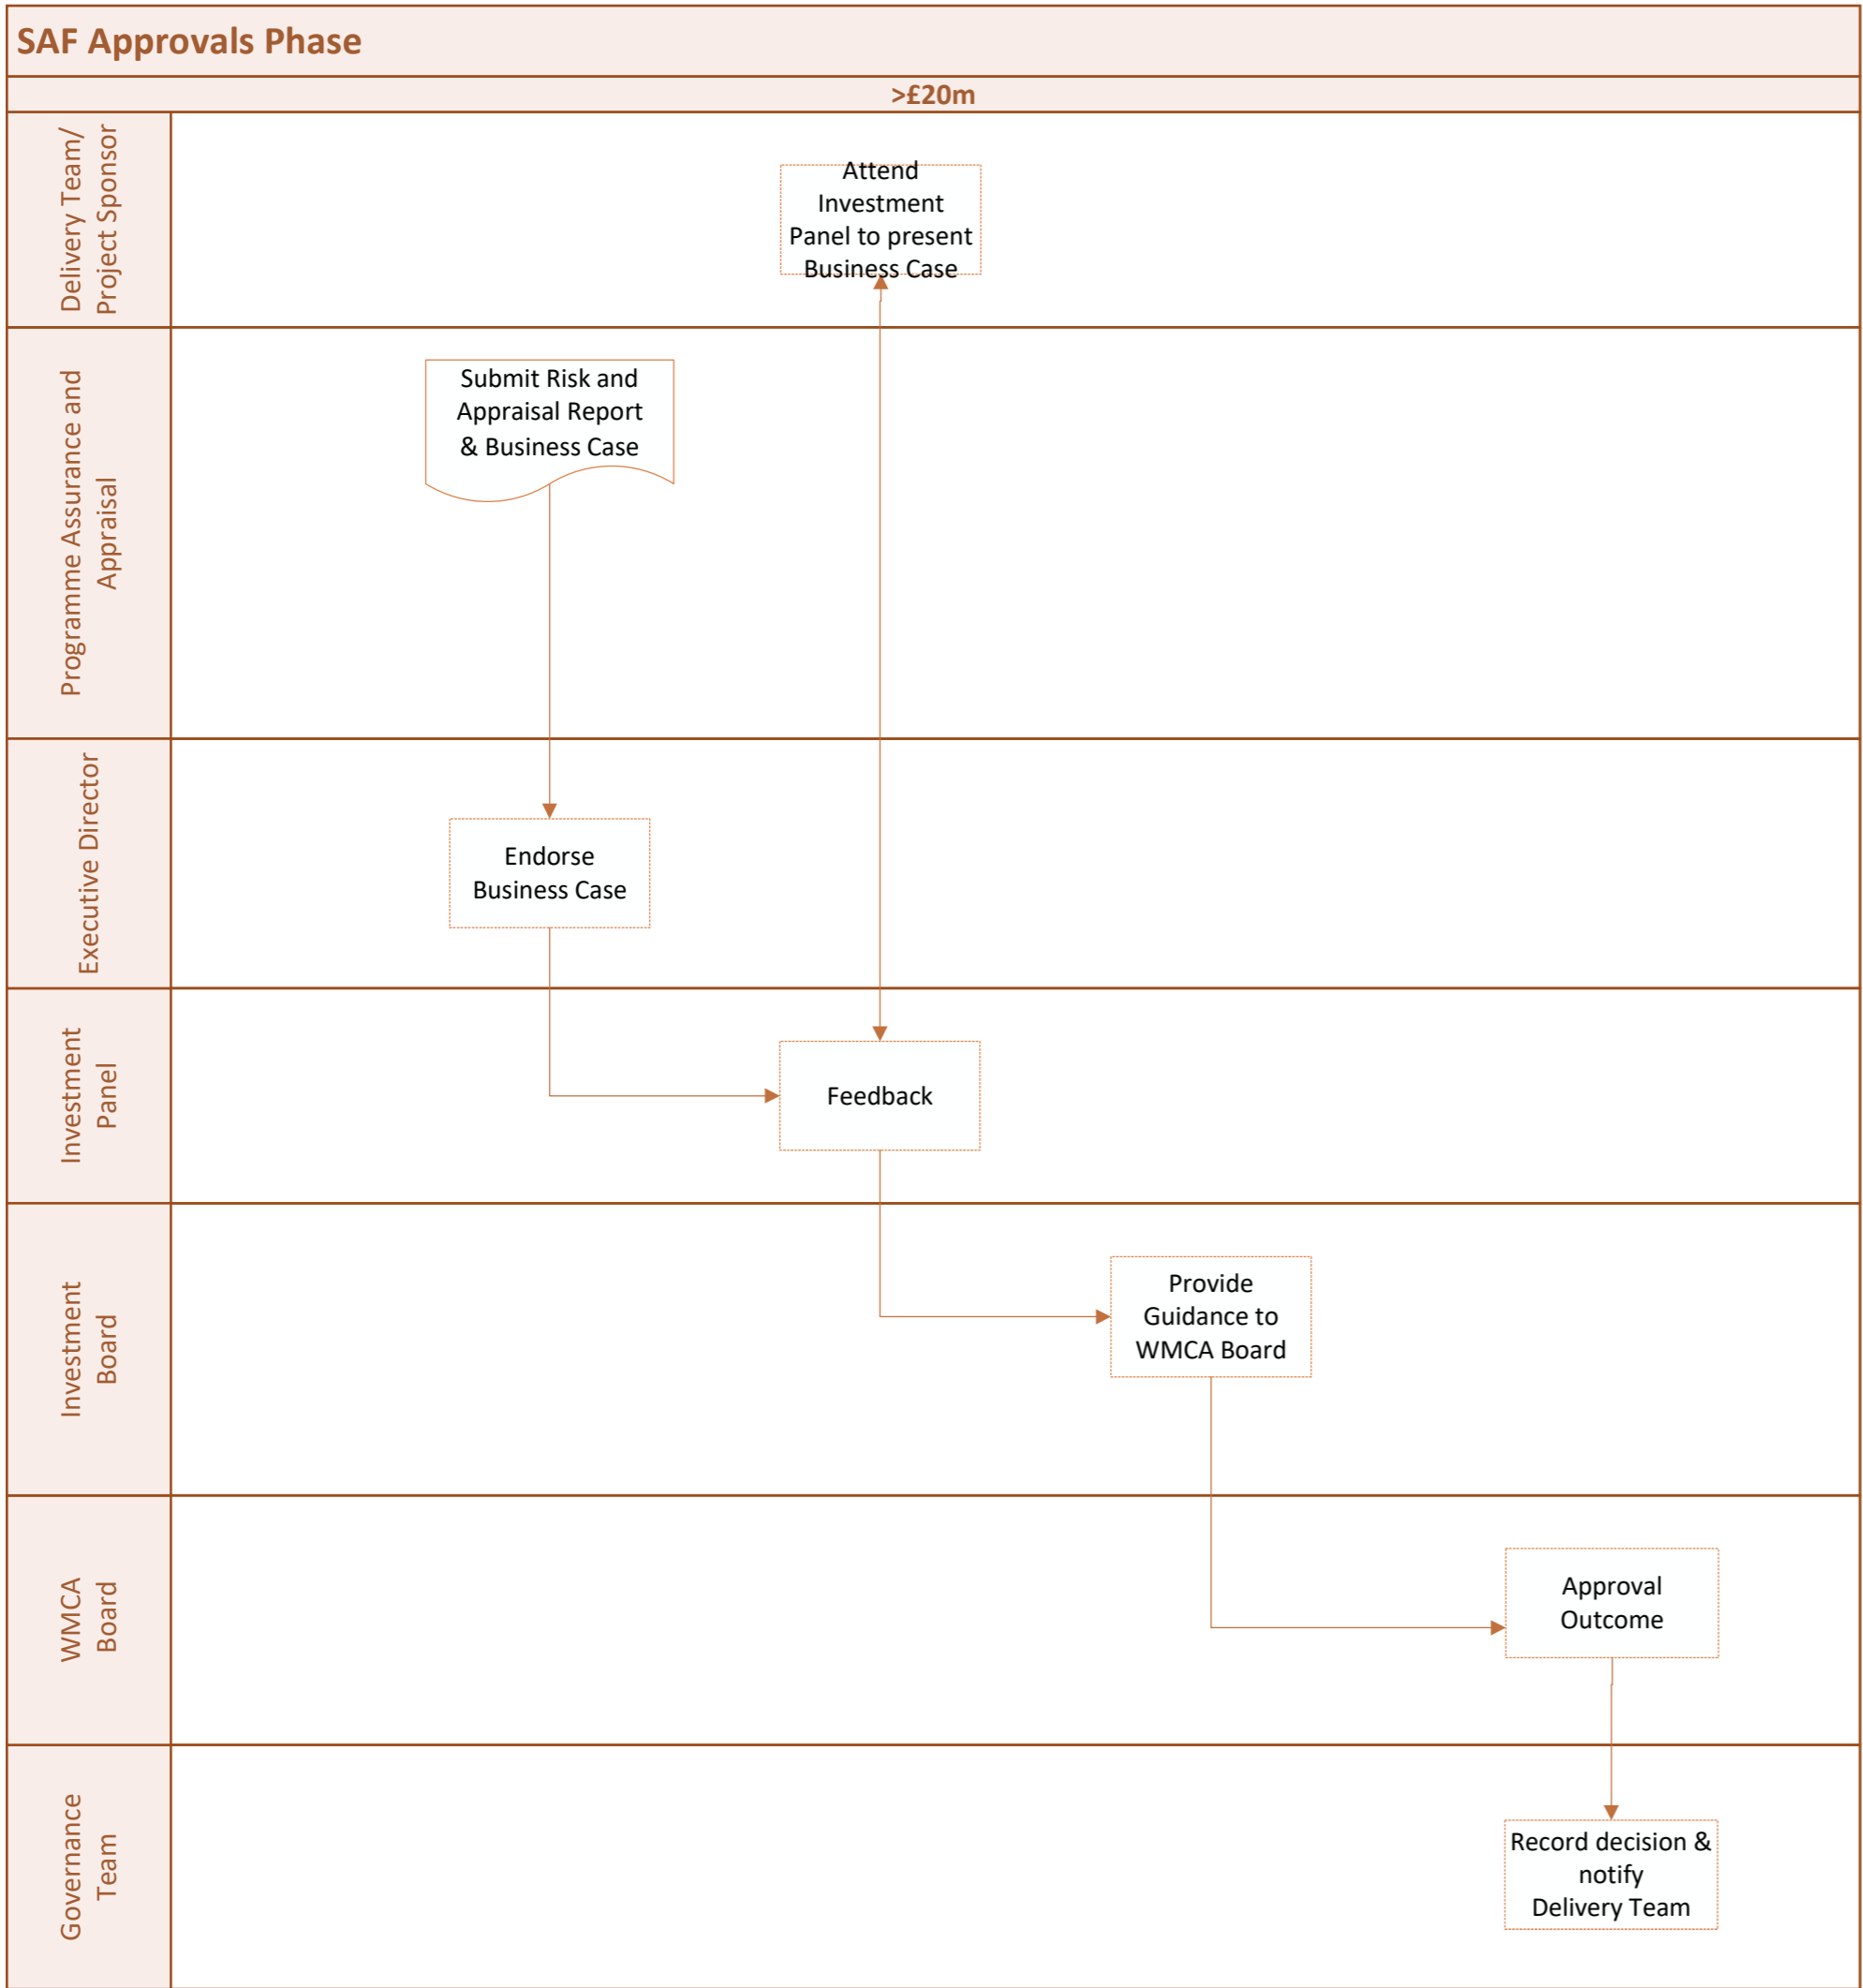 SAF Approvals Phase
>£20m
Delivery Team/
Project Sponsor
Attend
Investment
Panel to present
Business Case
Programme Assurance and
Appraisal
Submit Risk and
Appraisal Report
& Business Case
Executive Director
Endorse
Business Case
Investment
Panel
Feedback
Investment
Board
Provide
Guidance to
WMCA Board
WMCA
Board
Approval
Outcome
Governance
Team
Record decision &
notify
Delivery Team